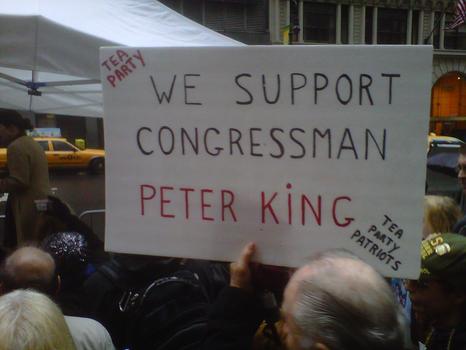 TEA
PARTY
WE SUPPORT
CONGRESSMAN
PETER KiNG
TEA
PARTY
PATRIOTS